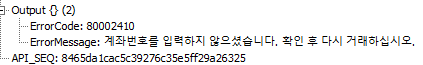 Output {} (2)
ErrorCode: 80002410
ErrorMessage: 계좌번호를 입력하지 않으셨습니다. 확인 후 다시 거래하십시오.
API_SEQ: 8465da1cac5c39276c35e5ff29a26325